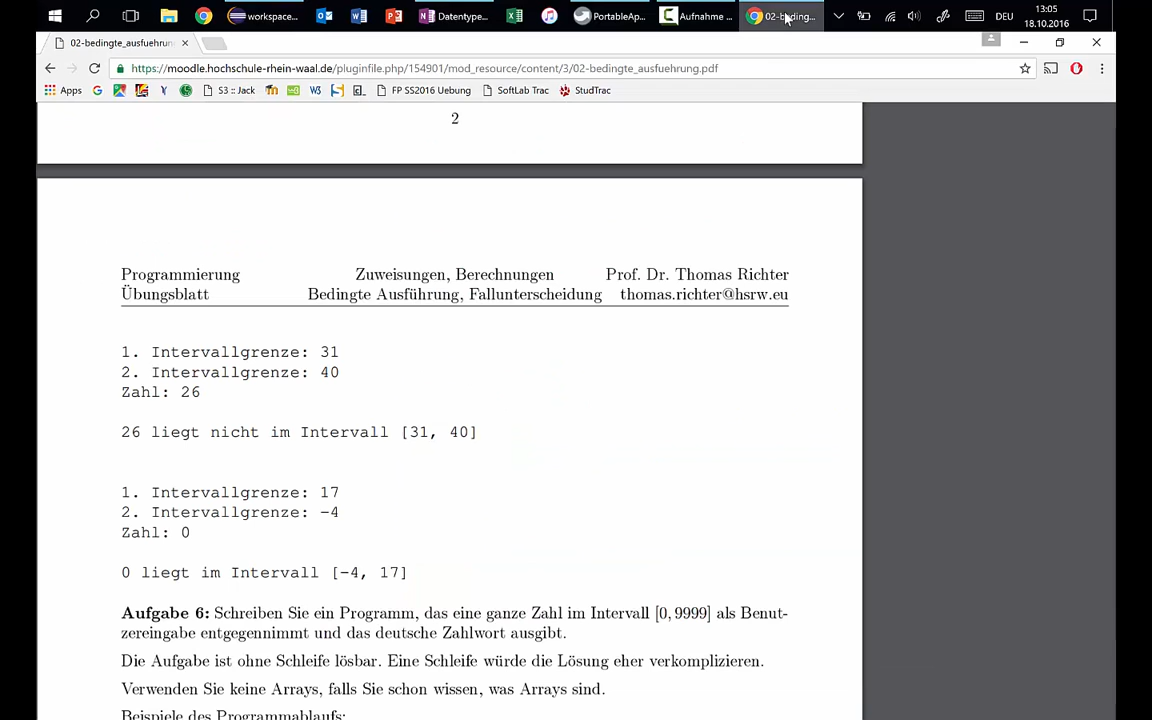 workspace...
Datentype...
PortableAp...
Aufnahme ...
02-beding...
DEU
13:05
18.10.2016
02-bedingte_ausfuehrun
https://moodle.hochschule-rhein-waal.de/pluginfile.php/154901/mod_resource/content/3/02-bedingte_ausfuehrung.pdf
Apps
S3 :: Jack
FP SS2016 Uebung
SoftLab Trac
StudTrac
2
Programmierung Zuweisungen, Berechnungen Prof. Dr. Thomas Richter
Übungsblatt Bedingte Ausführung, Fallunterscheidung thomas.richter@hsrw.eu
1. Intervallgrenze: 31
2. Intervallgrenze: 40
Zahl: 26
26 liegt nicht im Intervall [31, 40]
1. Intervallgrenze: 17
2. Intervallgrenze: -4
Zahl: 0
0 liegt im Intervall [-4, 17]
Aufgabe 6: Schreiben Sie ein Programm, das eine ganze Zahl im Intervall [0, 9999] als Benut-
zereingabe entgegennimmt und das deutsche Zahlwort ausgibt.
Die Aufgabe ist ohne Schleife lösbar. Eine Schleife würde die Lösung eher verkomplizieren.
Verwenden Sie keine Arrays, falls Sie schon wissen, was Arrays sind.
Beispiele des Programmablaufs: